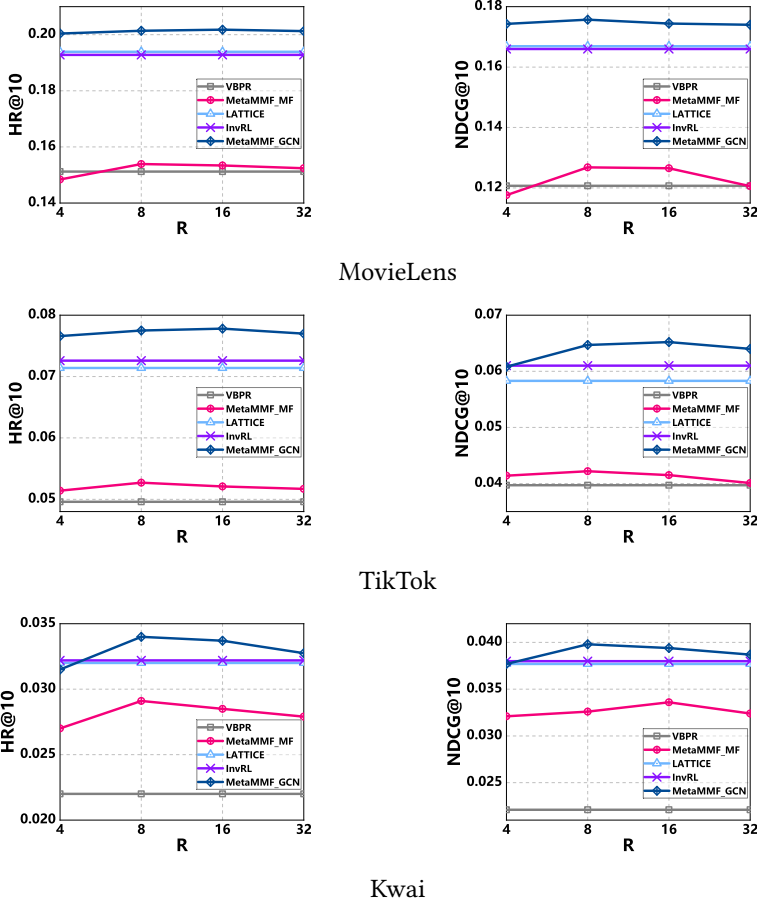 0.20
0.18
0.16
0.14
HR@10
4 8 16 32
R
VBPR
MetaMMF_MF
LATTICE
InvRL
MetaMMF_GCN
0.18
0.16
0.14
0.12
NDCG@10
4 8 16 32
R
VBPR
MetaMMF_MF
LATTICE
InvRL
MetaMMF_GCN
MovieLens
0.08
0.07
0.06
0.05
HR@10
4 8 16 32
R
VBPR
MetaMMF_MF
LATTICE
InvRL
MetaMMF_GCN
0.07
0.06
0.05
0.04
NDCG@10
4 8 16 32
R
VBPR
MetaMMF_MF
LATTICE
InvRL
MetaMMF_GCN
TikTok
0.035
0.030
0.025
0.020
HR@10
4 8 16 32
R
VBPR
MetaMMF_MF
LATTICE
InvRL
MetaMMF_GCN
0.040
0.035
0.030
0.025
NDCG@10
4 8 16 32
R
VBPR
MetaMMF_MF
LATTICE
InvRL
MetaMMF_GCN
Kwai